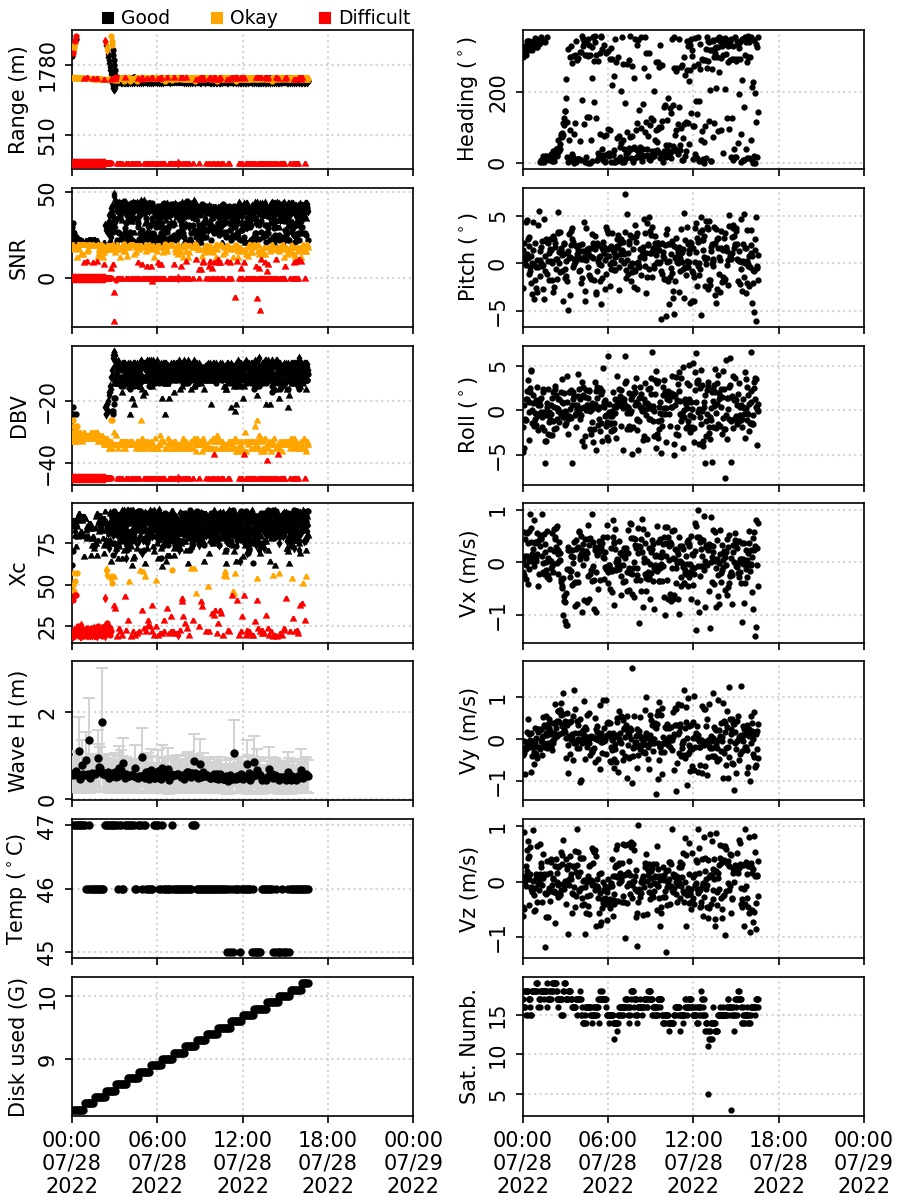 Good Okay Difficult
Range (m)
1780
510
Heading (°)
200
0
SNR
50
0
Pitch (°)
5
0
−5
DBV
−20
−40
Roll (°)
5
0
−5
Xc
75
50
25
Vx (m/s)
1
0
−1
Wave H (m)
2
0
Vy (m/s)
1
0
−1
Temp (°C)
47
46
45
Vz (m/s)
1
0
−1
Disk used (G)
10
9
Sat. Numb.
15
10
5
00:00 06:00 12:00 18:00 00:00
07/28 07/28 07/28 07/28 07/29
2022 2022 2022 2022 2022
00:00 06:00 12:00 18:00 00:00
07/28 07/28 07/28 07/28 07/29
2022 2022 2022 2022 2022